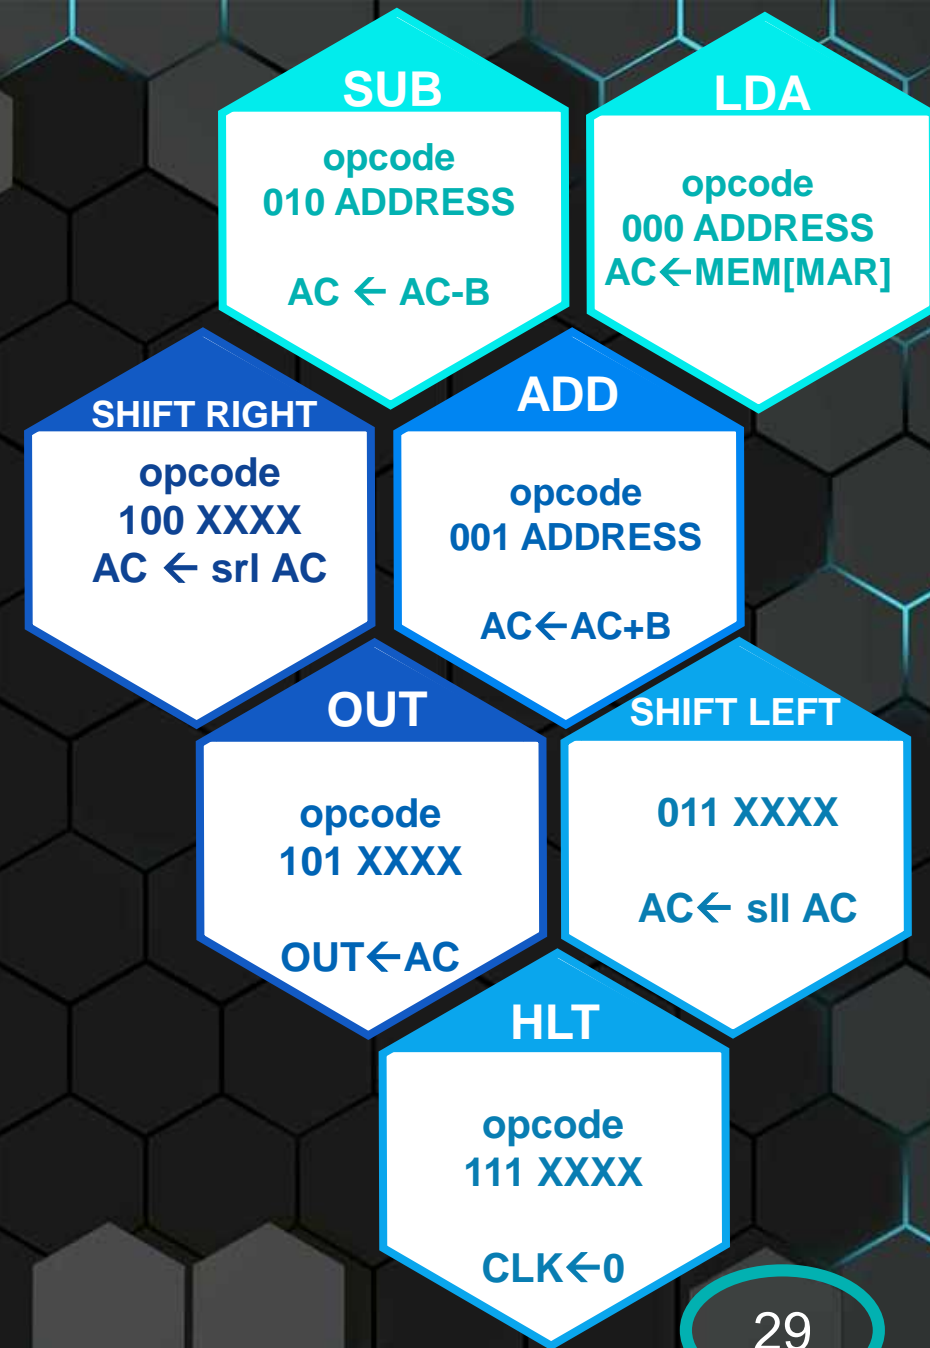 SUB
opcode
010 ADDRESS
AC ← AC-B
LDA
opcode
000 ADDRESS
AC←MEM[MAR]
SHIFT RIGHT
opcode
100 XXXX
AC ← srl AC
ADD
opcode
001 ADDRESS
AC←AC+B
OUT
opcode
101 XXXX
OUT←AC
SHIFT LEFT
011 XXXX
AC← sll AC
HLT
opcode
111 XXXX
CLK←0
29